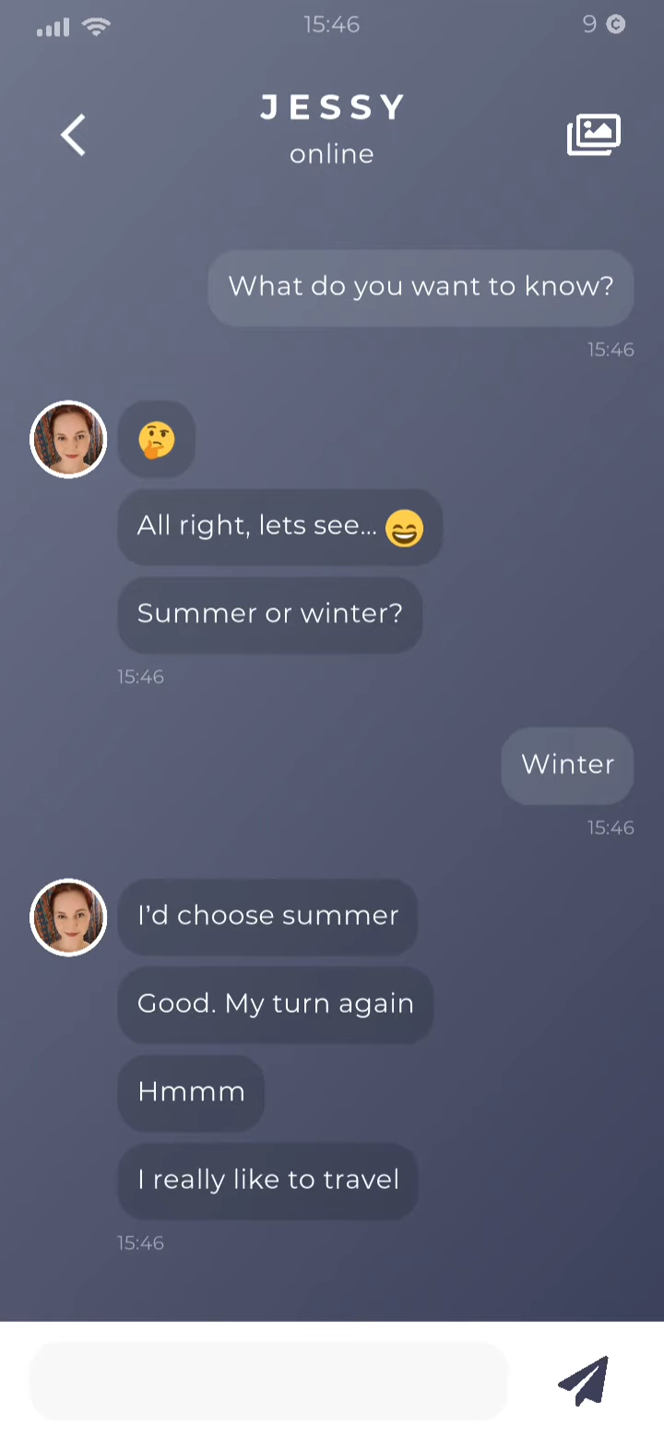 15:46
9
JESSY
online
What do you want to know?
15:46
🤔
All right, lets see... 😄
Summer or winter?
15:46
Winter
15:46
I'd choose summer
Good. My turn again
Hmmm
I really like to travel
15:46